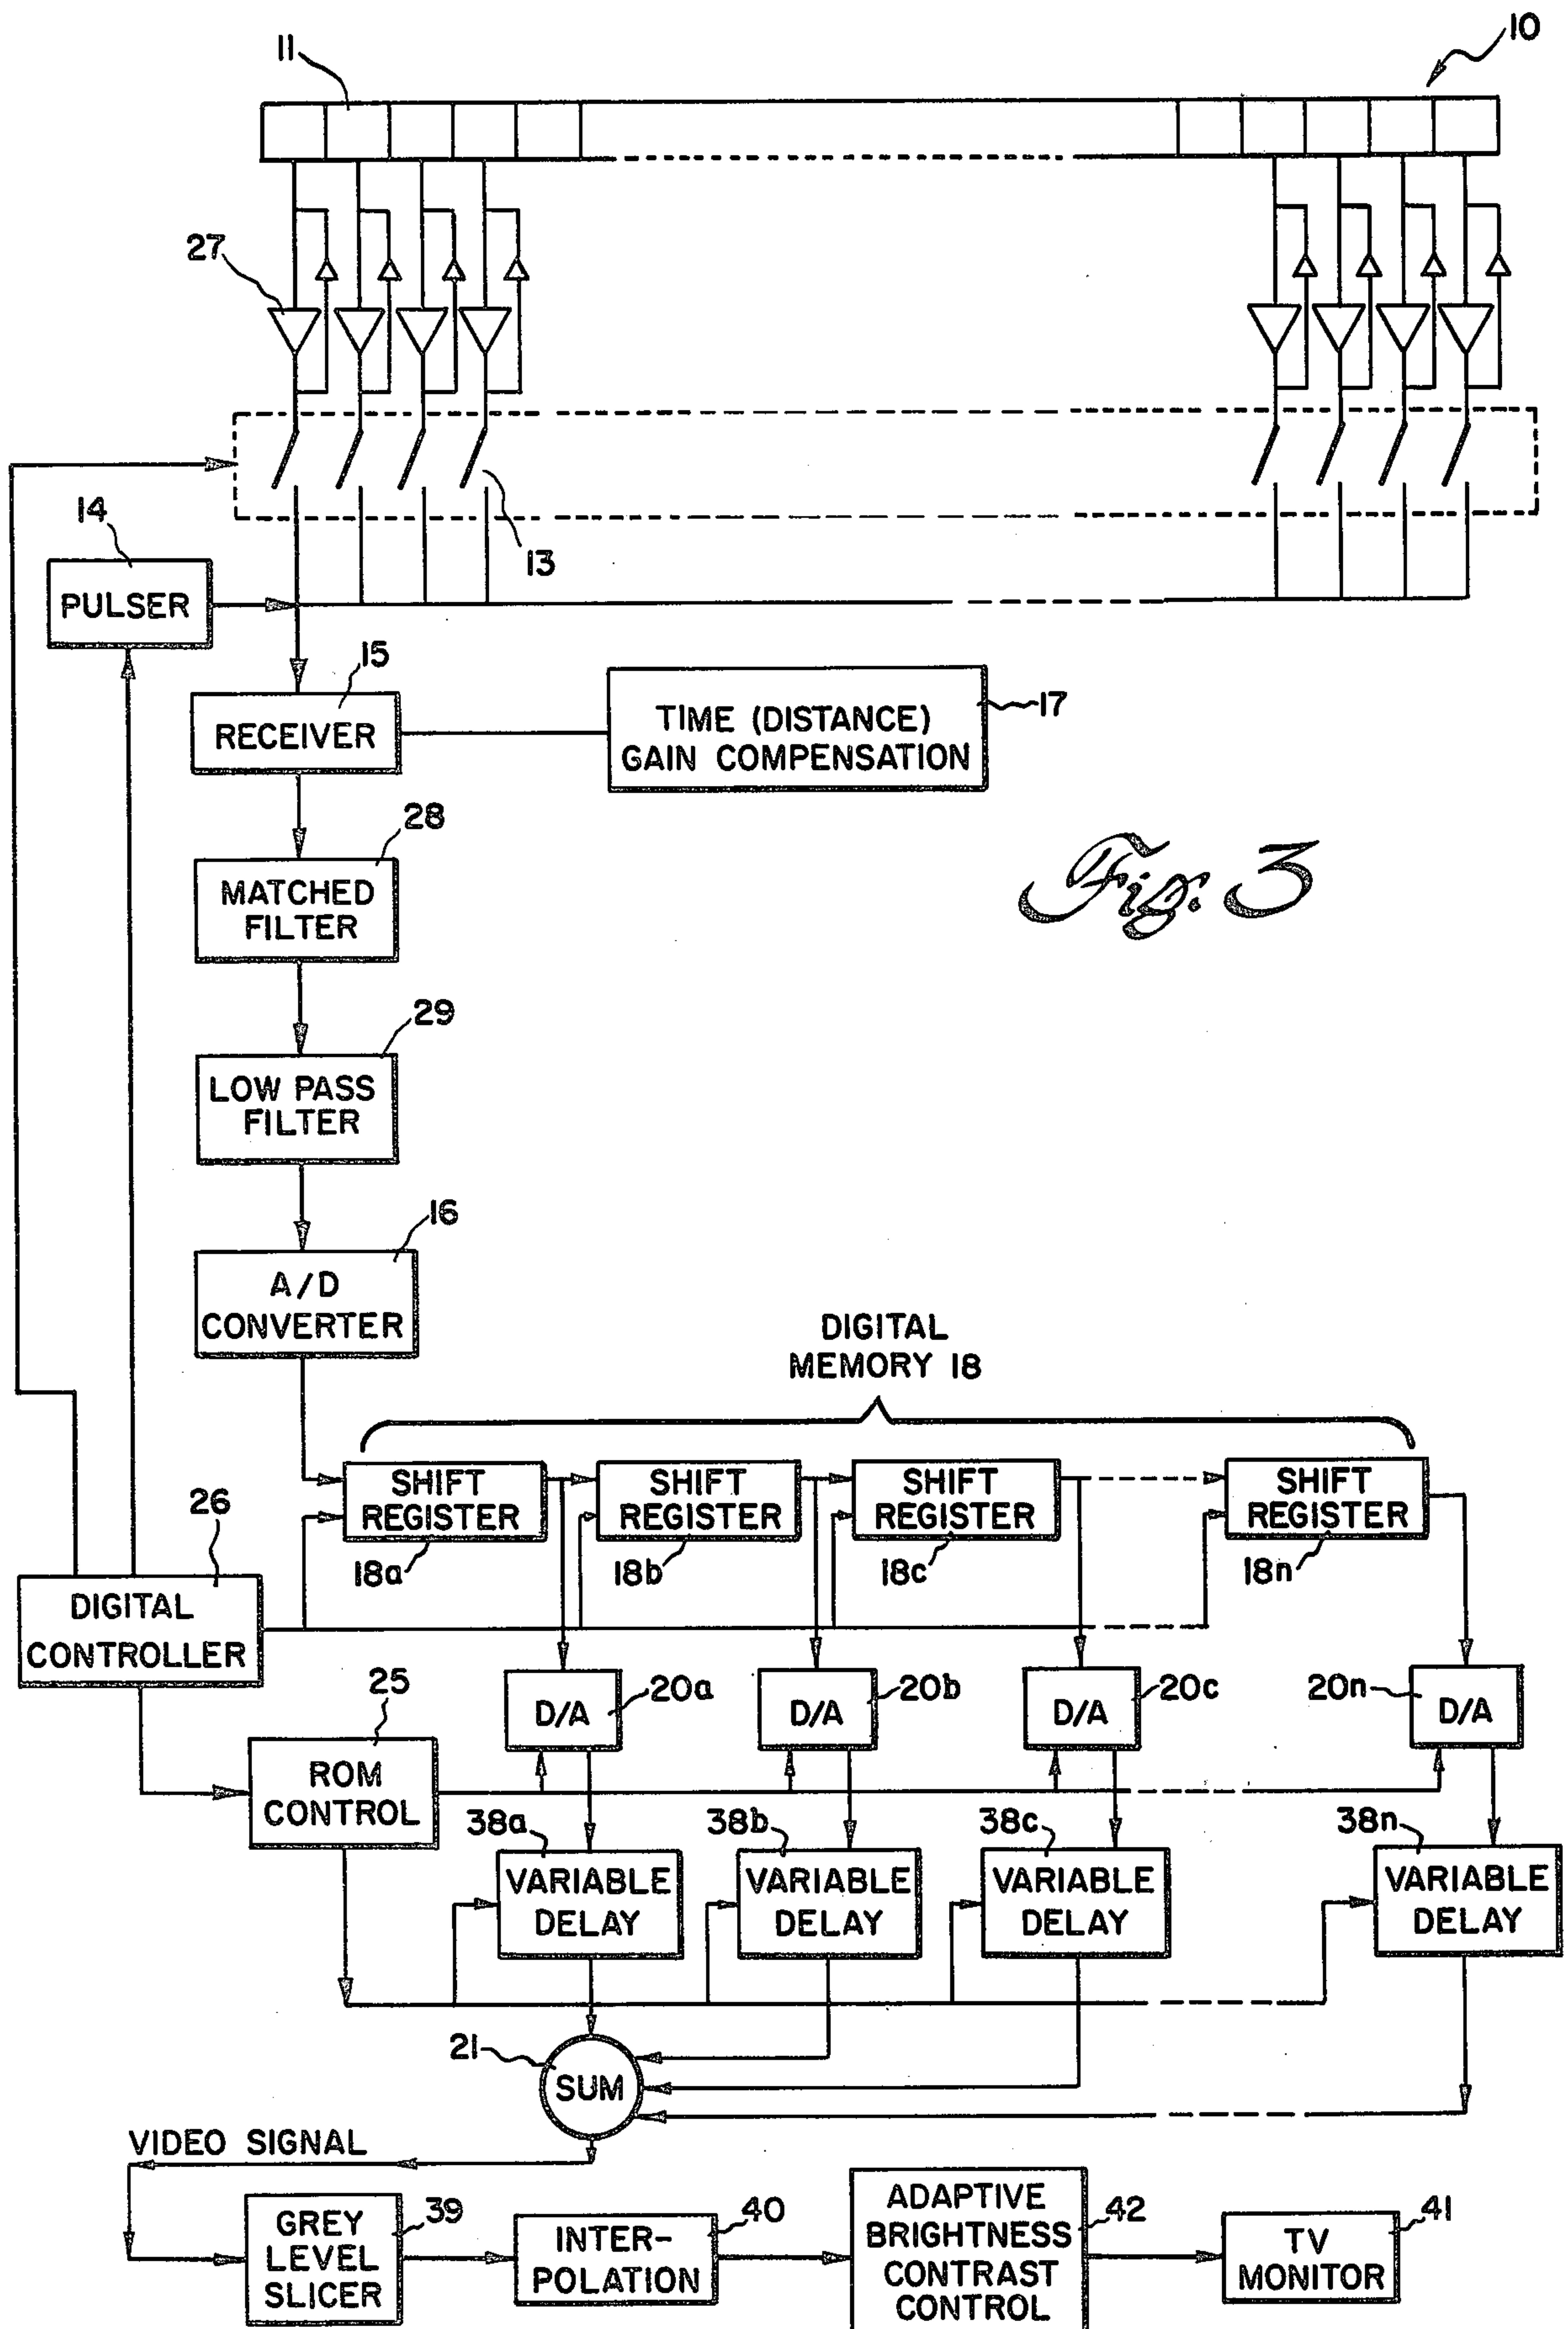 11
10
27
13
14
PULSER
15
RECEIVER
TIME (DISTANCE)
GAIN COMPENSATION
17
28
MATCHED
FILTER
Fig. 3
29
LOW PASS
FILTER
16
A/D
CONVERTER
DIGITAL
MEMORY 18
SHIFT
REGISTER
18a
SHIFT
REGISTER
18b
SHIFT
REGISTER
18c
SHIFT
REGISTER
18n
26
DIGITAL
CONTROLLER
D/A
20a
D/A
20b
D/A
20c
20n
D/A
25
ROM
CONTROL
38a
VARIABLE
DELAY
38b
VARIABLE
DELAY
38c
VARIABLE
DELAY
38n
VARIABLE
DELAY
21
SUM
VIDEO SIGNAL
GREY
LEVEL
SLICER
39
INTER-
POLATION
40
ADAPTIVE
BRIGHTNESS
CONTRAST
CONTROL
42
TV
MONITOR
41